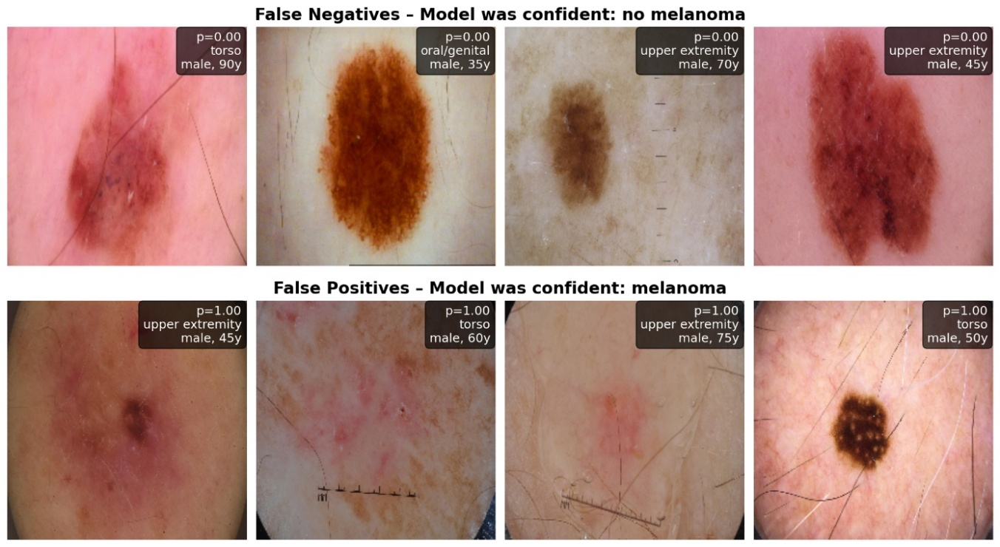 False Negatives – Model was confident: no melanoma
p=0.00
torso
male, 90y
p=0.00
oral/genital
male, 35y
p=0.00
upper extremity
male, 70y
p=0.00
upper extremity
male, 45y
False Positives – Model was confident: melanoma
p=1.00
upper extremity
male, 45y
p=1.00
torso
male, 60y
p=1.00
upper extremity
male, 75y
p=1.00
torso
male, 50y